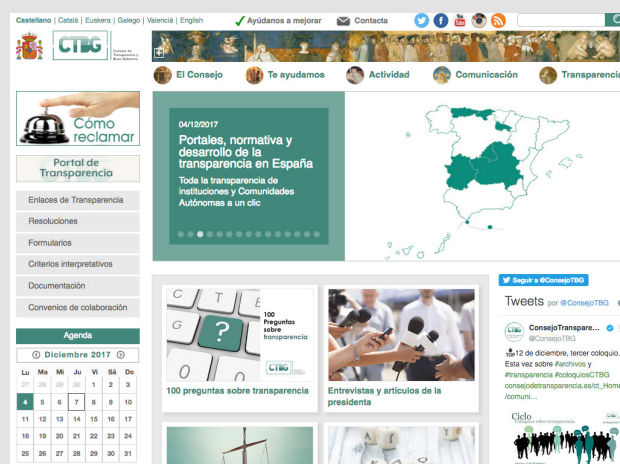 Castellano | Català | Euskera | Galego | Valencià | English
Ayúdanos a mejorar
Contacta
CTBG
Consejo de
Transparencia y
Buen Gobierno
El Consejo
Te ayudamos
Actividad
Comunicación
Transparencia
Cómo
reclamar
Portal de
Transparencia
Enlaces de Transparencia
Resoluciones
Formularios
Criterios interpretativos
Documentación
Convenios de colaboración
Agenda
Diciembre 2017
Lu Ma Mi Ju Vi Sá Do
27 28 29 30 1 2 3
4 5 6 7 8 9 10
11 12 13 14 15 16 17
18 19 20 21 22 23 24
25 26 27 28 29 30 31
04/12/2017
Portales, normativa y
desarrollo de la
transparencia en España
Toda la transparencia de
instituciones y Comunidades
Autónomas a un clic
C T E
G ?
O
100
Preguntas
sobre
transparencia
CTBG
100 preguntas sobre transparencia
Entrevistas y artículos de la
presidenta
Seguir a @ConsejoTBG
Tweets por @ConsejoTBG
ConsejoTranspare...
@ConsejoTBG
12 de diciembre, tercer coloquio.
Esta vez sobre #archivos y
#transparencia #coloquiosCTBG
consejodetransparencia.es/ct_Home
/comuni...
Ciclo
Coloquios sobre transparencia